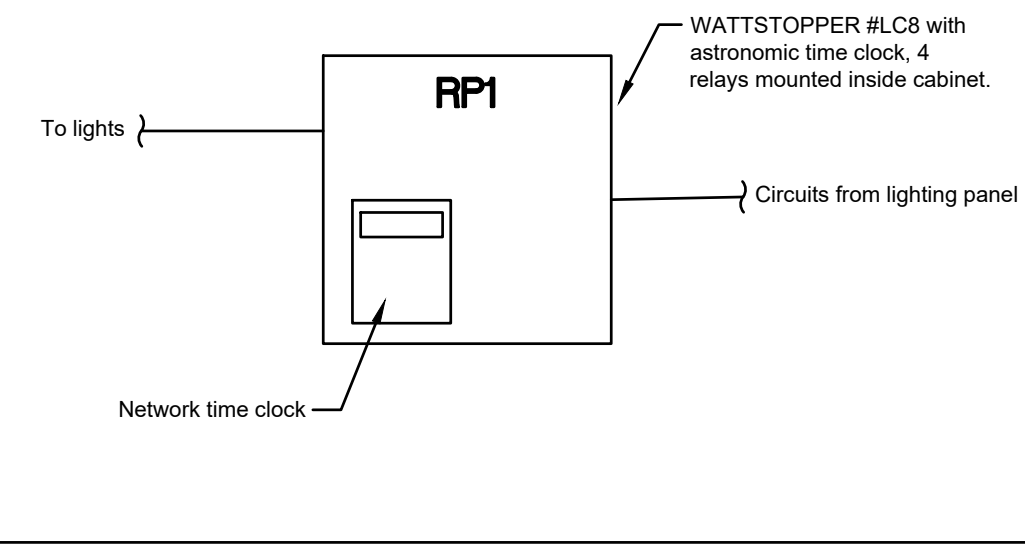 WATTSTOPPER #LC8 with
astronomic time clock, 4
relays mounted inside cabinet.
RP1
To lights
Circuits from lighting panel
Network time clock